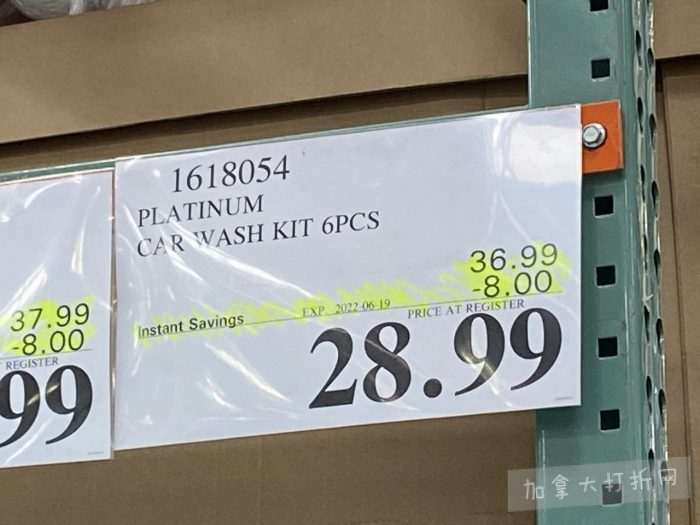 1618054
PLATINUM
CAR WASH KIT 6PCS
36.99
-8.00
Instant Savings EXP. 2022-06-19
PRICE AT REGISTER
28.99
37.99
-8.00
REGISTER
99
加拿大打折网